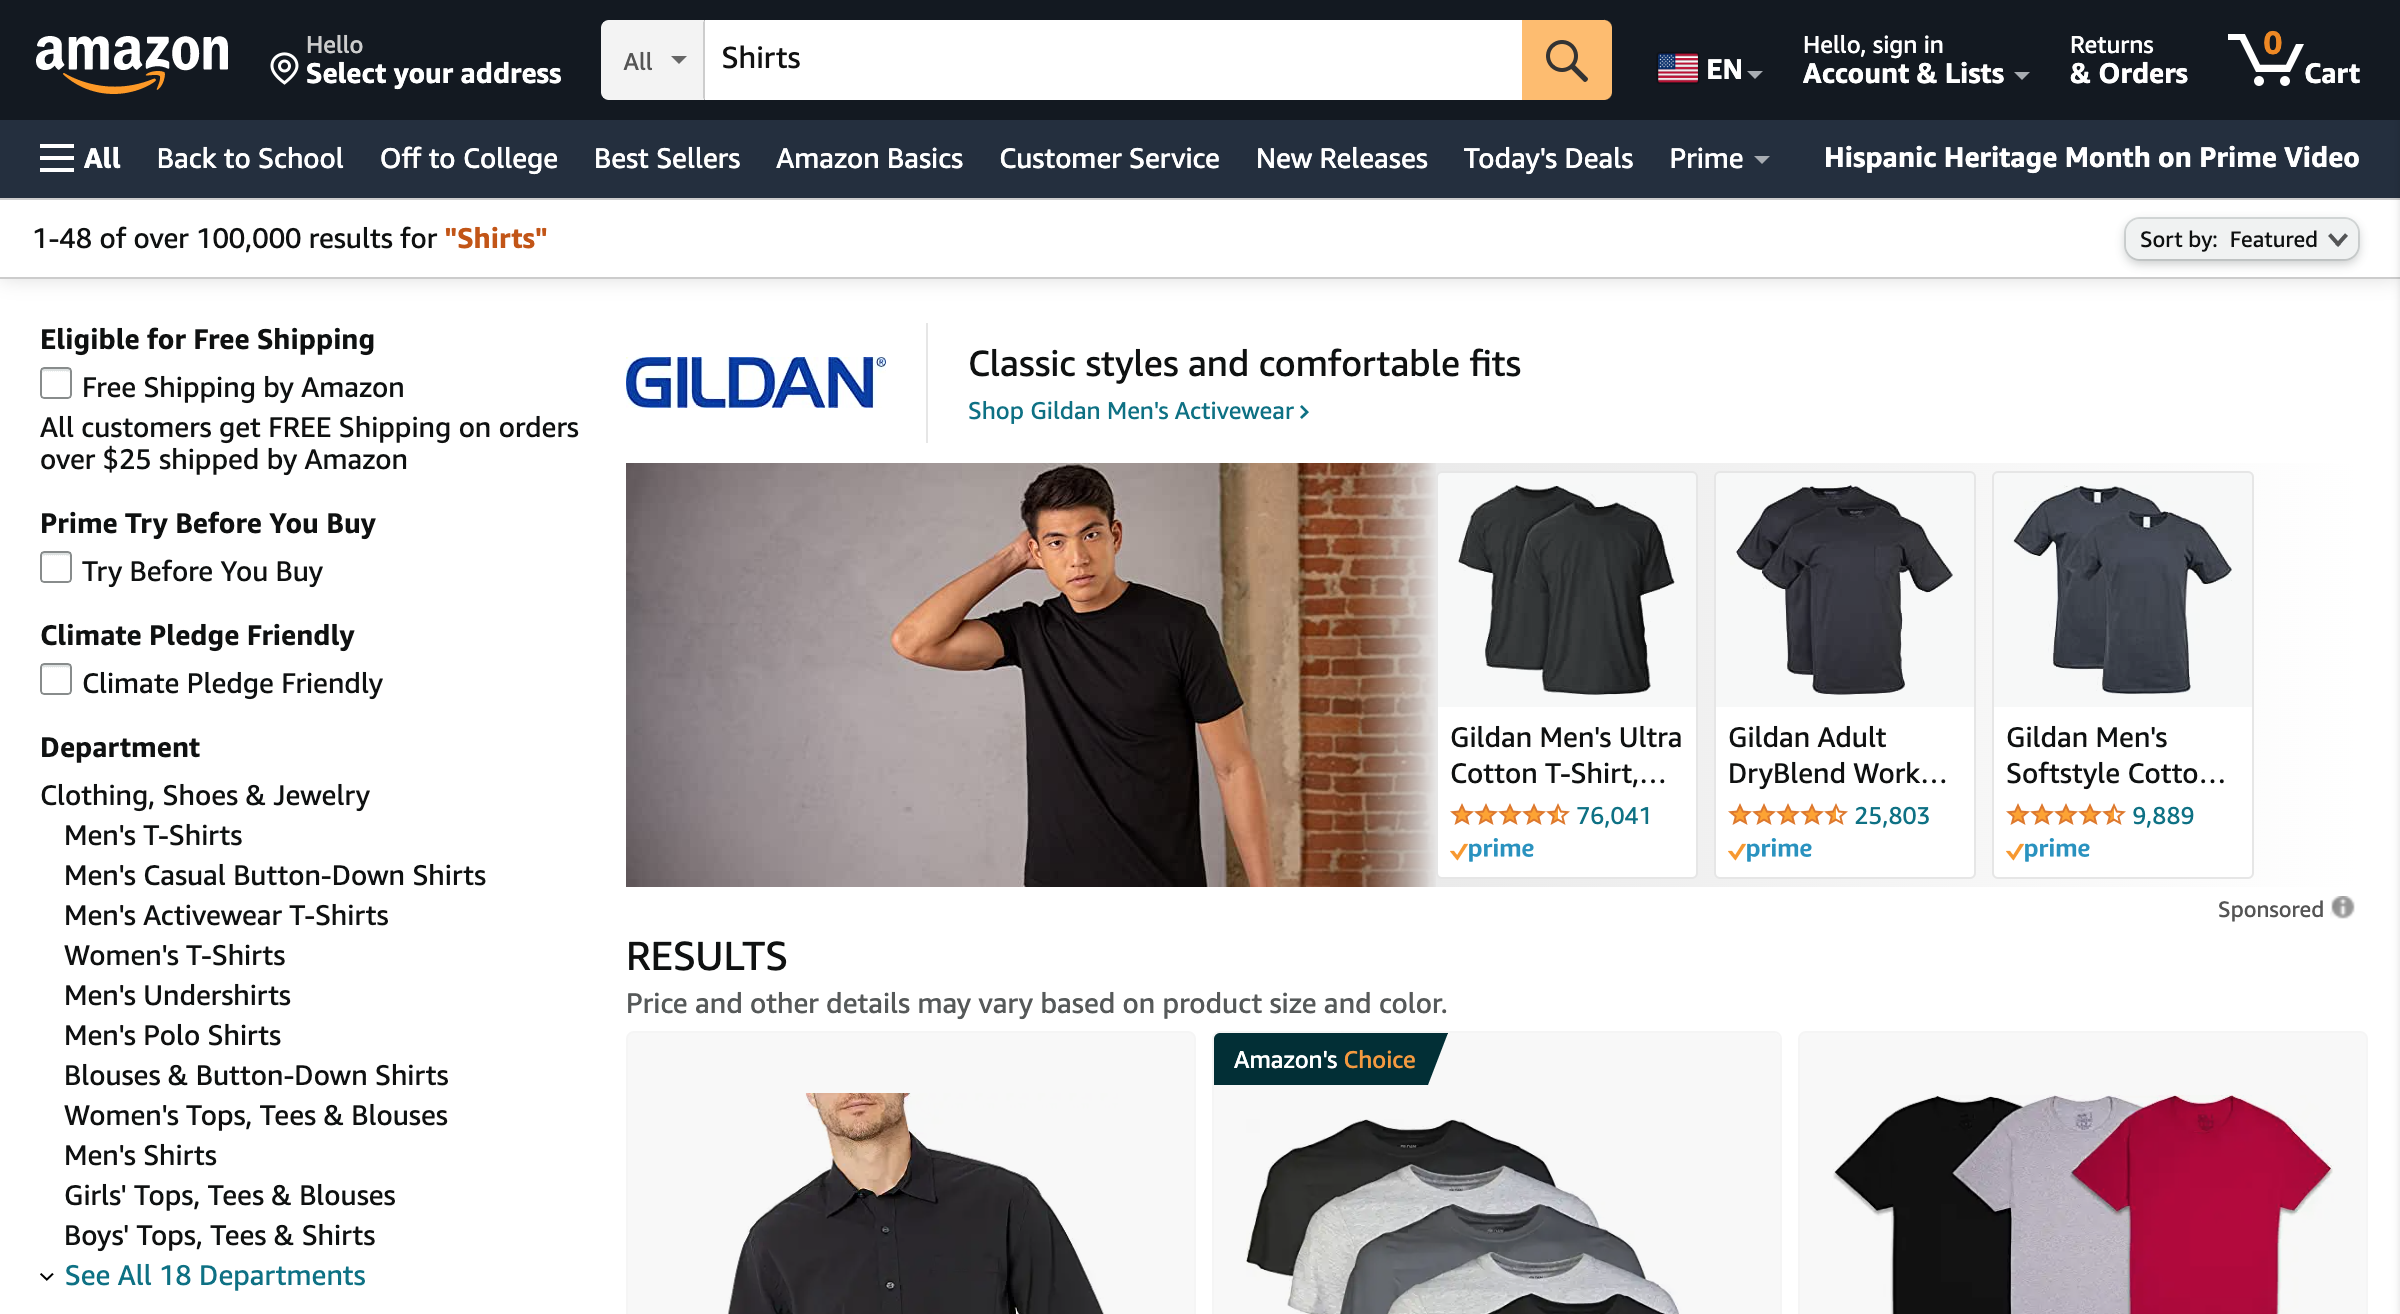 amazon
Hello
Select your address
All
Shirts
EN
Hello, sign in
Account & Lists
Returns
& Orders
0
Cart
All
Back to School
Off to College
Best Sellers
Amazon Basics
Customer Service
New Releases
Today's Deals
Prime
Hispanic Heritage Month on Prime Video
1-48 of over 100,000 results for "Shirts"
Sort by: Featured
Eligible for Free Shipping
Free Shipping by Amazon
All customers get FREE Shipping on orders
over $25 shipped by Amazon
Prime Try Before You Buy
Try Before You Buy
Climate Pledge Friendly
Climate Pledge Friendly
Department
Clothing, Shoes & Jewelry
Men's T-Shirts
Men's Casual Button-Down Shirts
Men's Activewear T-Shirts
Women's T-Shirts
Men's Undershirts
Men's Polo Shirts
Blouses & Button-Down Shirts
Women's Tops, Tees & Blouses
Men's Shirts
Girls' Tops, Tees & Blouses
Boys' Tops, Tees & Shirts
See All 18 Departments
GILDAN®
Classic styles and comfortable fits
Shop Gildan Men's Activewear ›
Gildan Men's Ultra
Cotton T-Shirt,...
76,041
prime
Gildan Adult
DryBlend Work...
25,803
prime
Gildan Men's
Softstyle Cotto...
9,889
prime
Sponsored
RESULTS
Price and other details may vary based on product size and color.
Amazon's Choice